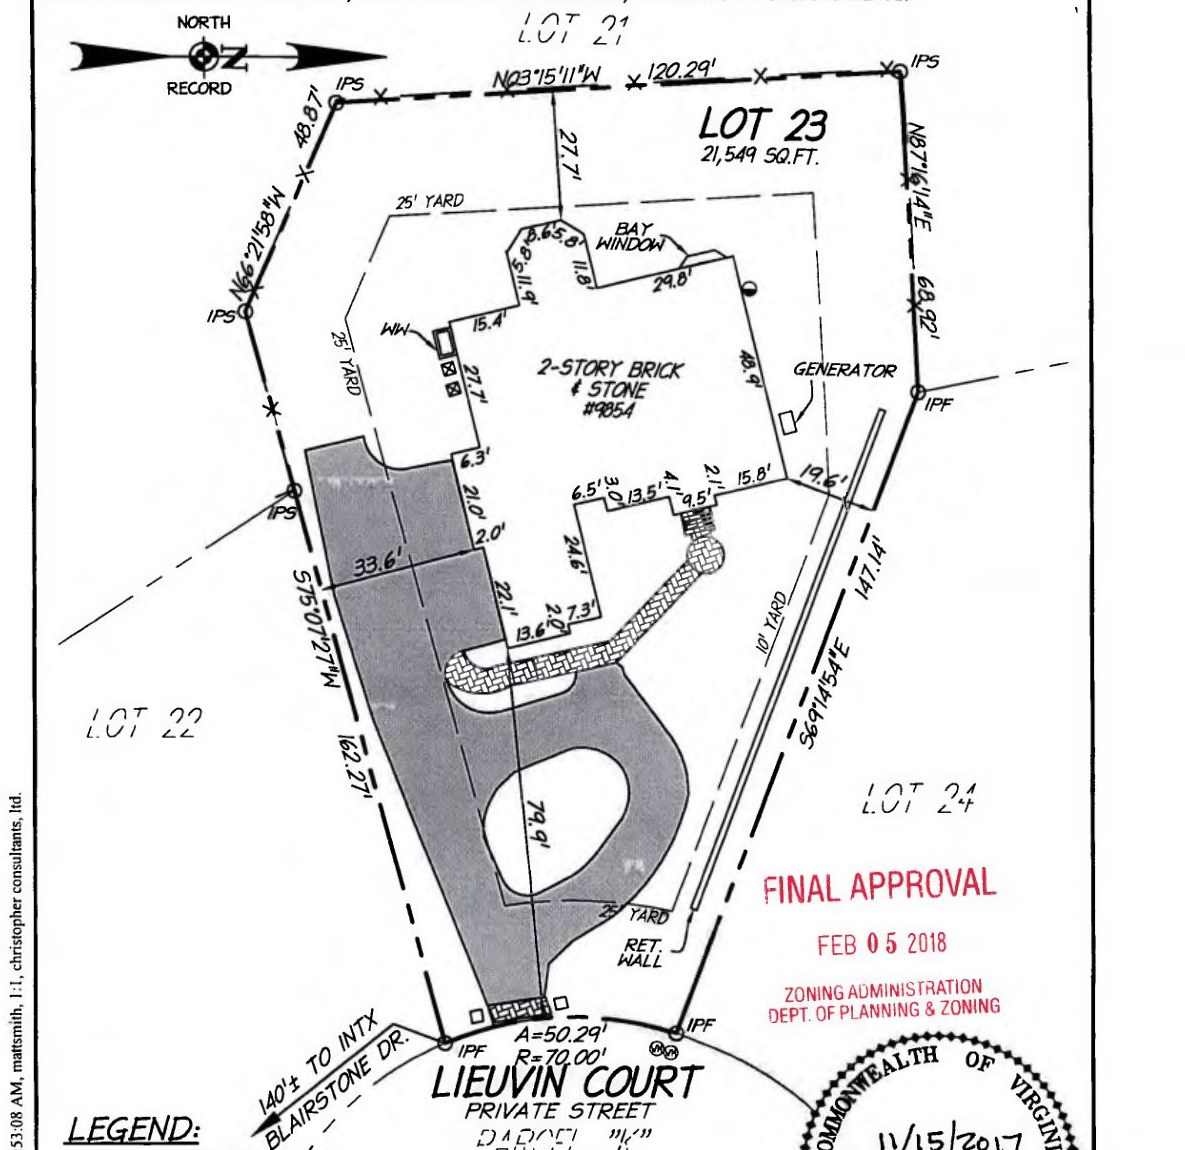 NORTH
N
RECORD
LOT 21
N03°15'11"W 120.29'
IPS
IPS
48.87'
N66°21'58"W
IPS
LOT 23
21,549 SQ.FT.
N87°16'14"E
68.92'
IPF
27.7'
25' YARD
25' YARD
BAY
WINDOW
8.6'
5.8'
5.8'
11.9'
11.8'
29.8'
15.4'
WW
27.7'
2-STORY BRICK
& STONE
#9854
48.9'
GENERATOR
6.3'
21.0'
2.0'
6.5'
3.0'
13.5'
4.1'
9.5'
2.1'
15.8'
19.6'
IPS
33.6'
24.6'
22.1'
13.6'
2.0'
7.3'
S75°07'27"W
162.27'
147.14'
S69°14'54"E
10' YARD
LOT 22
LOT 24
79.9'
25' YARD
RET.
WALL
FINAL APPROVAL
FEB 05 2018
ZONING ADMINISTRATION
DEPT. OF PLANNING & ZONING
IPF
IPF
A=50.29'
R=70.00'
LIEUVIN COURT
PRIVATE STREET
PARCEL "K"
140'± TO INTX
BLAIRSTONE DR.
LEGEND:
OMMONWEALTH OF VIRGINI
11/15/2017
:53:08 AM, mattsmith, 1:1, christopher consultants, ltd.